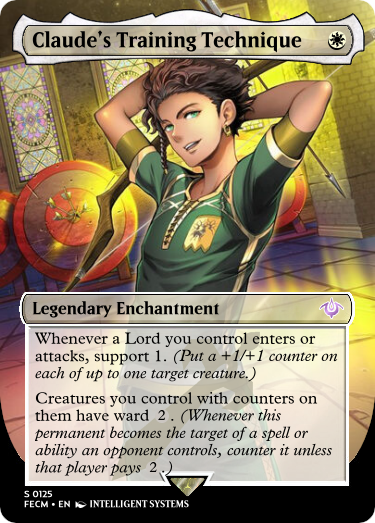 Claude's Training Technique
Legendary Enchantment
Whenever a Lord you control enters or
attacks, support 1. (Put a +1/+1 counter on
each of up to one target creature.)
Creatures you control with counters on
them have ward 2. (Whenever this
permanent becomes the target of a spell or
ability an opponent controls, counter it unless
that player pays 2.)
S 0125
FECM • EN INTELLIGENT SYSTEMS